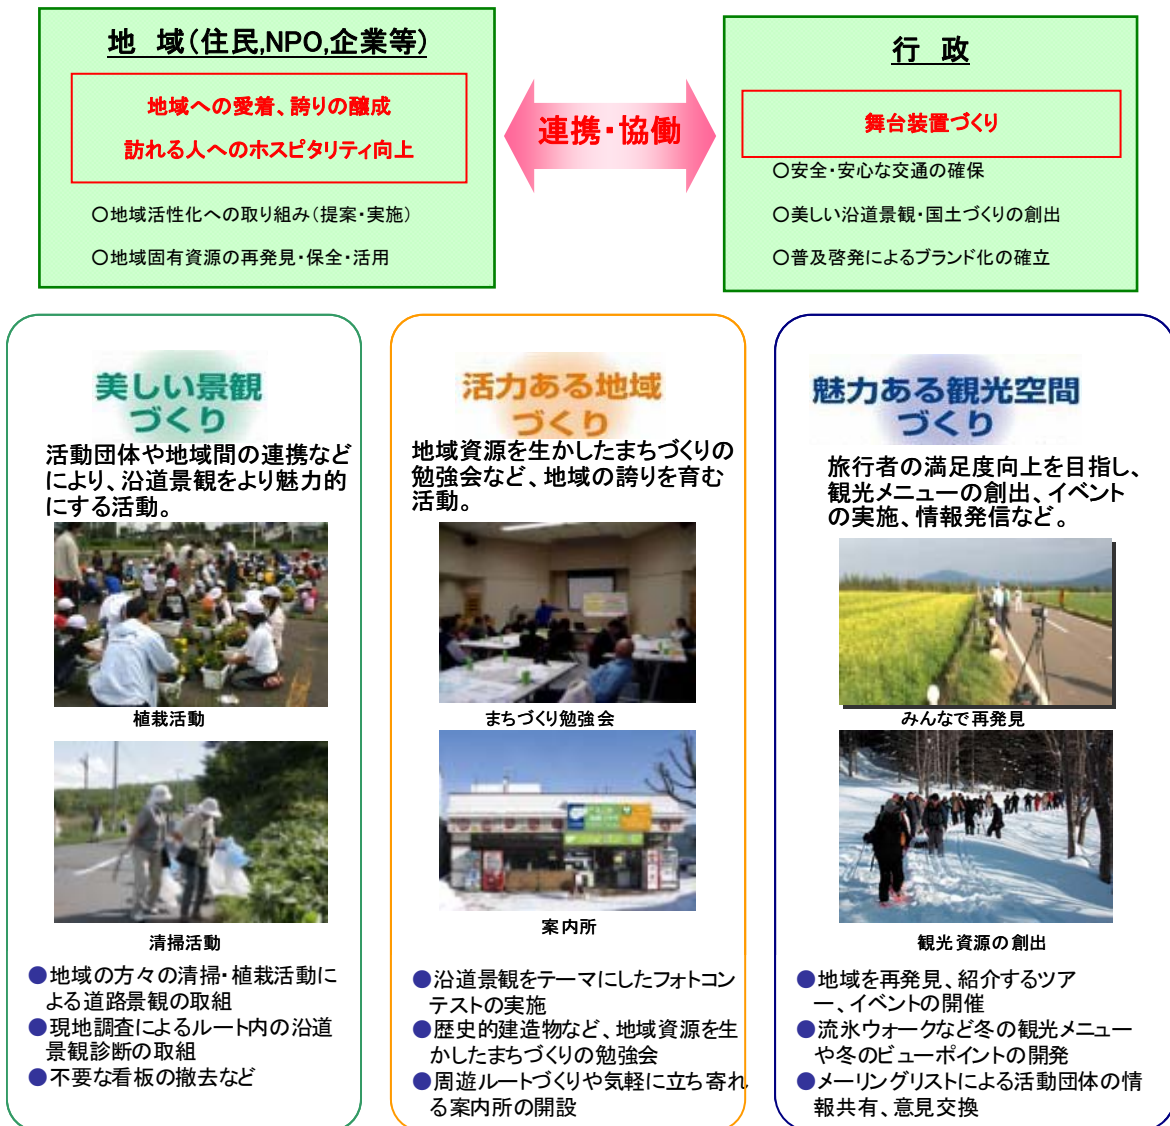 地　域(住民,NPO,企業等)
地域への愛着、誇りの醸成
訪れる人へのホスピタリティ向上
○地域活性化への取り組み(提案・実施)
○地域固有資源の再発見・保全・活用
連携・協働
行　政
舞台装置づくり
○安全・安心な交通の確保
○美しい沿道景観・国土づくりの創出
○普及啓発によるブランド化の確立
美しい景観
づくり
活動団体や地域間の連携など
により、沿道景観をより魅力的
にする活動。
植栽活動
清掃活動
●地域の方々の清掃・植栽活動に
よる道路景観の取組
●現地調査によるルート内の沿道
景観診断の取組
●不要な看板の撤去など
活力ある地域
づくり
地域資源を生かしたまちづくりの
勉強会など、地域の誇りを育む
活動。
まちづくり勉強会
案内所
●沿道景観をテーマにしたフォトコン
テストの実施
●歴史的建造物など、地域資源を生
かしたまちづくりの勉強会
●周遊ルートづくりや気軽に立ち寄れ
る案内所の開設
魅力ある観光空間
づくり
旅行者の満足度向上を目指し、
観光メニューの創出、イベント
の実施、情報発信など。
みんなで再発見
観光資源の創出
●地域を再発見、紹介するツア
ー、イベントの開催
●流氷ウォークなど冬の観光メニュー
や冬のビューポイントの開発
●メーリングリストによる活動団体の情
報共有、意見交換